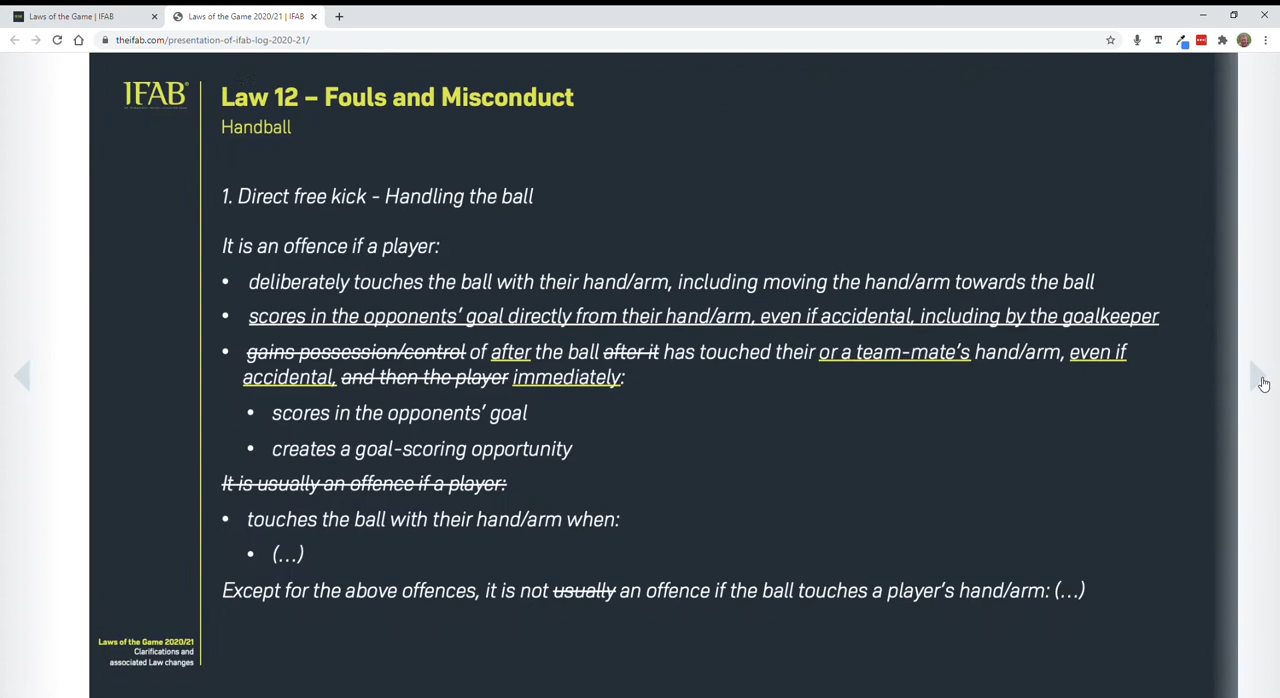 Laws of the Game | IFAB
Laws of the Game 2020/21 | IFAB
theifab.com/presentation-of-ifab-log-2020-21/
IFAB
Law 12 – Fouls and Misconduct
Handball
1. Direct free kick - Handling the ball
It is an offence if a player:
• deliberately touches the ball with their hand/arm, including moving the hand/arm towards the ball
• scores in the opponents' goal directly from their hand/arm, even if accidental, including by the goalkeeper
• gains possession/control of after the ball after it has touched their or a team-mate's hand/arm, even if
accidental, and then the player immediately:
• scores in the opponents' goal
• creates a goal-scoring opportunity
It is usually an offence if a player:
• touches the ball with their hand/arm when:
• (...)
Except for the above offences, it is not usually an offence if the ball touches a player's hand/arm: (...)
Laws of the Game 2020/21
Clarifications and
associated Law changes